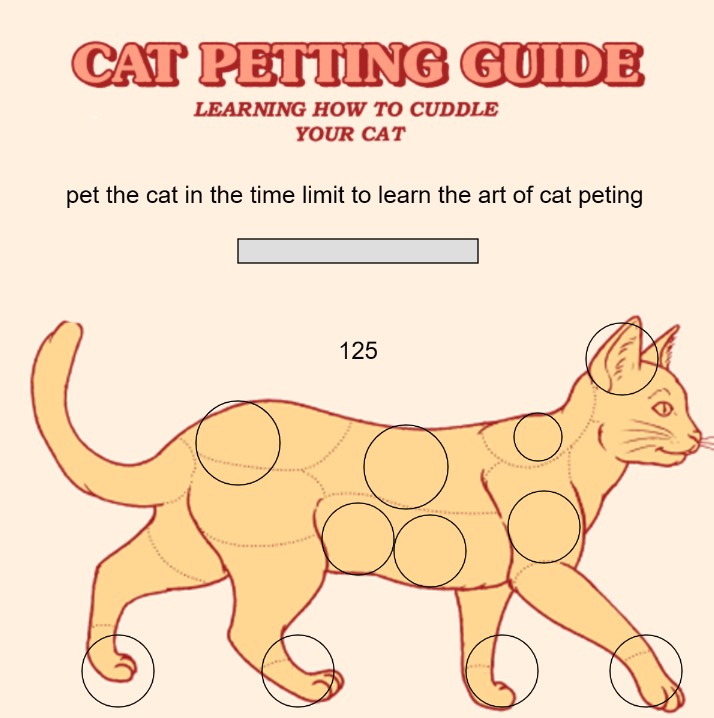 CAT PETTING GUIDE
LEARNING HOW TO CUDDLE
YOUR CAT
pet the cat in the time limit to learn the art of cat peting
125